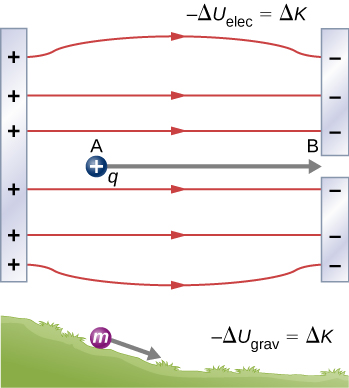 –ΔU_elec = ΔK
+ –
+ –
+ –
A B
+
q
+ –
+ –
+ –
m
–ΔU_grav = ΔK